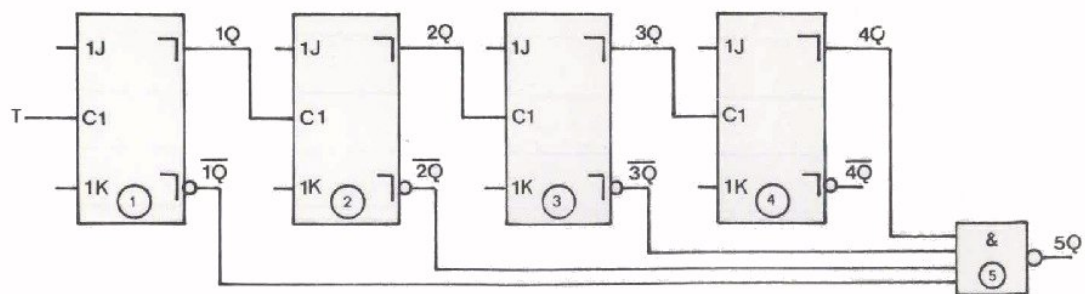 1J 1Q 1J 2Q 1J 3Q 1J 4Q
T C1 C1 C1 C1
1K 1 1Q 1K 2 2Q 1K 3 3Q 1K 4 4Q
& 5 5Q